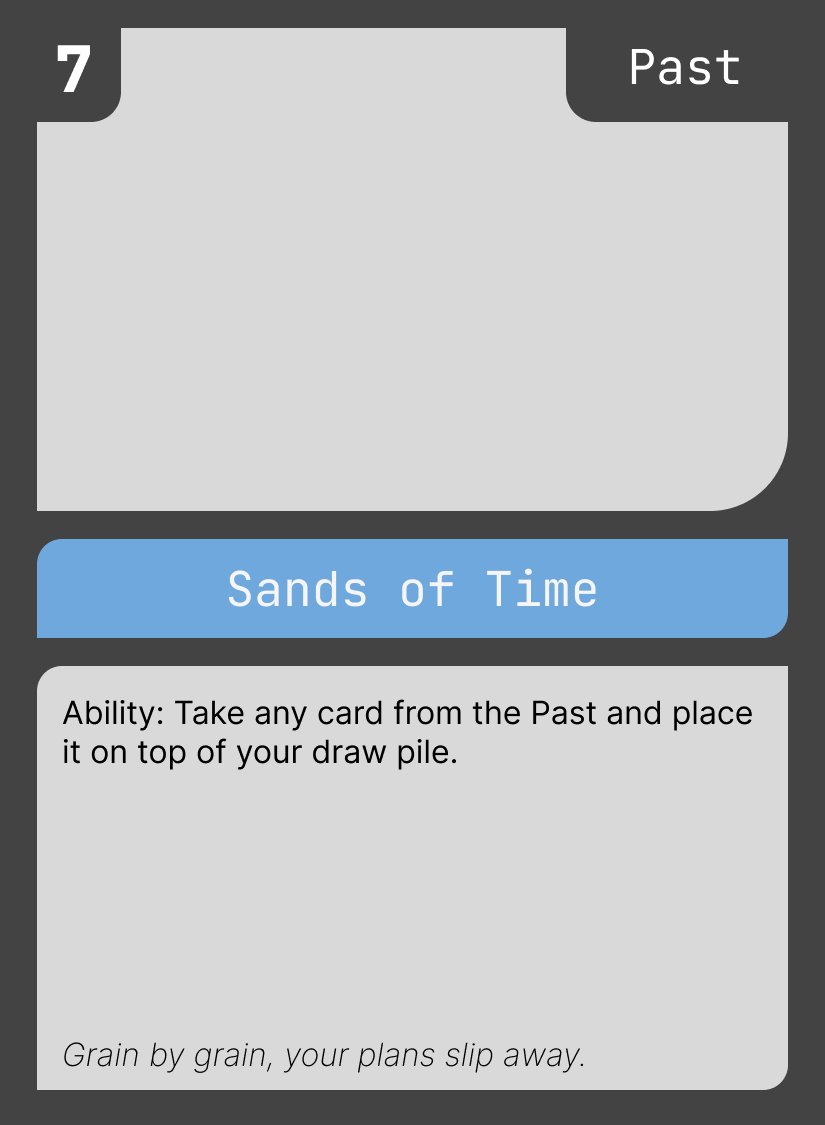 7
Past
Sands of Time
Ability: Take any card from the Past and place
it on top of your draw pile.
Grain by grain, your plans slip away.